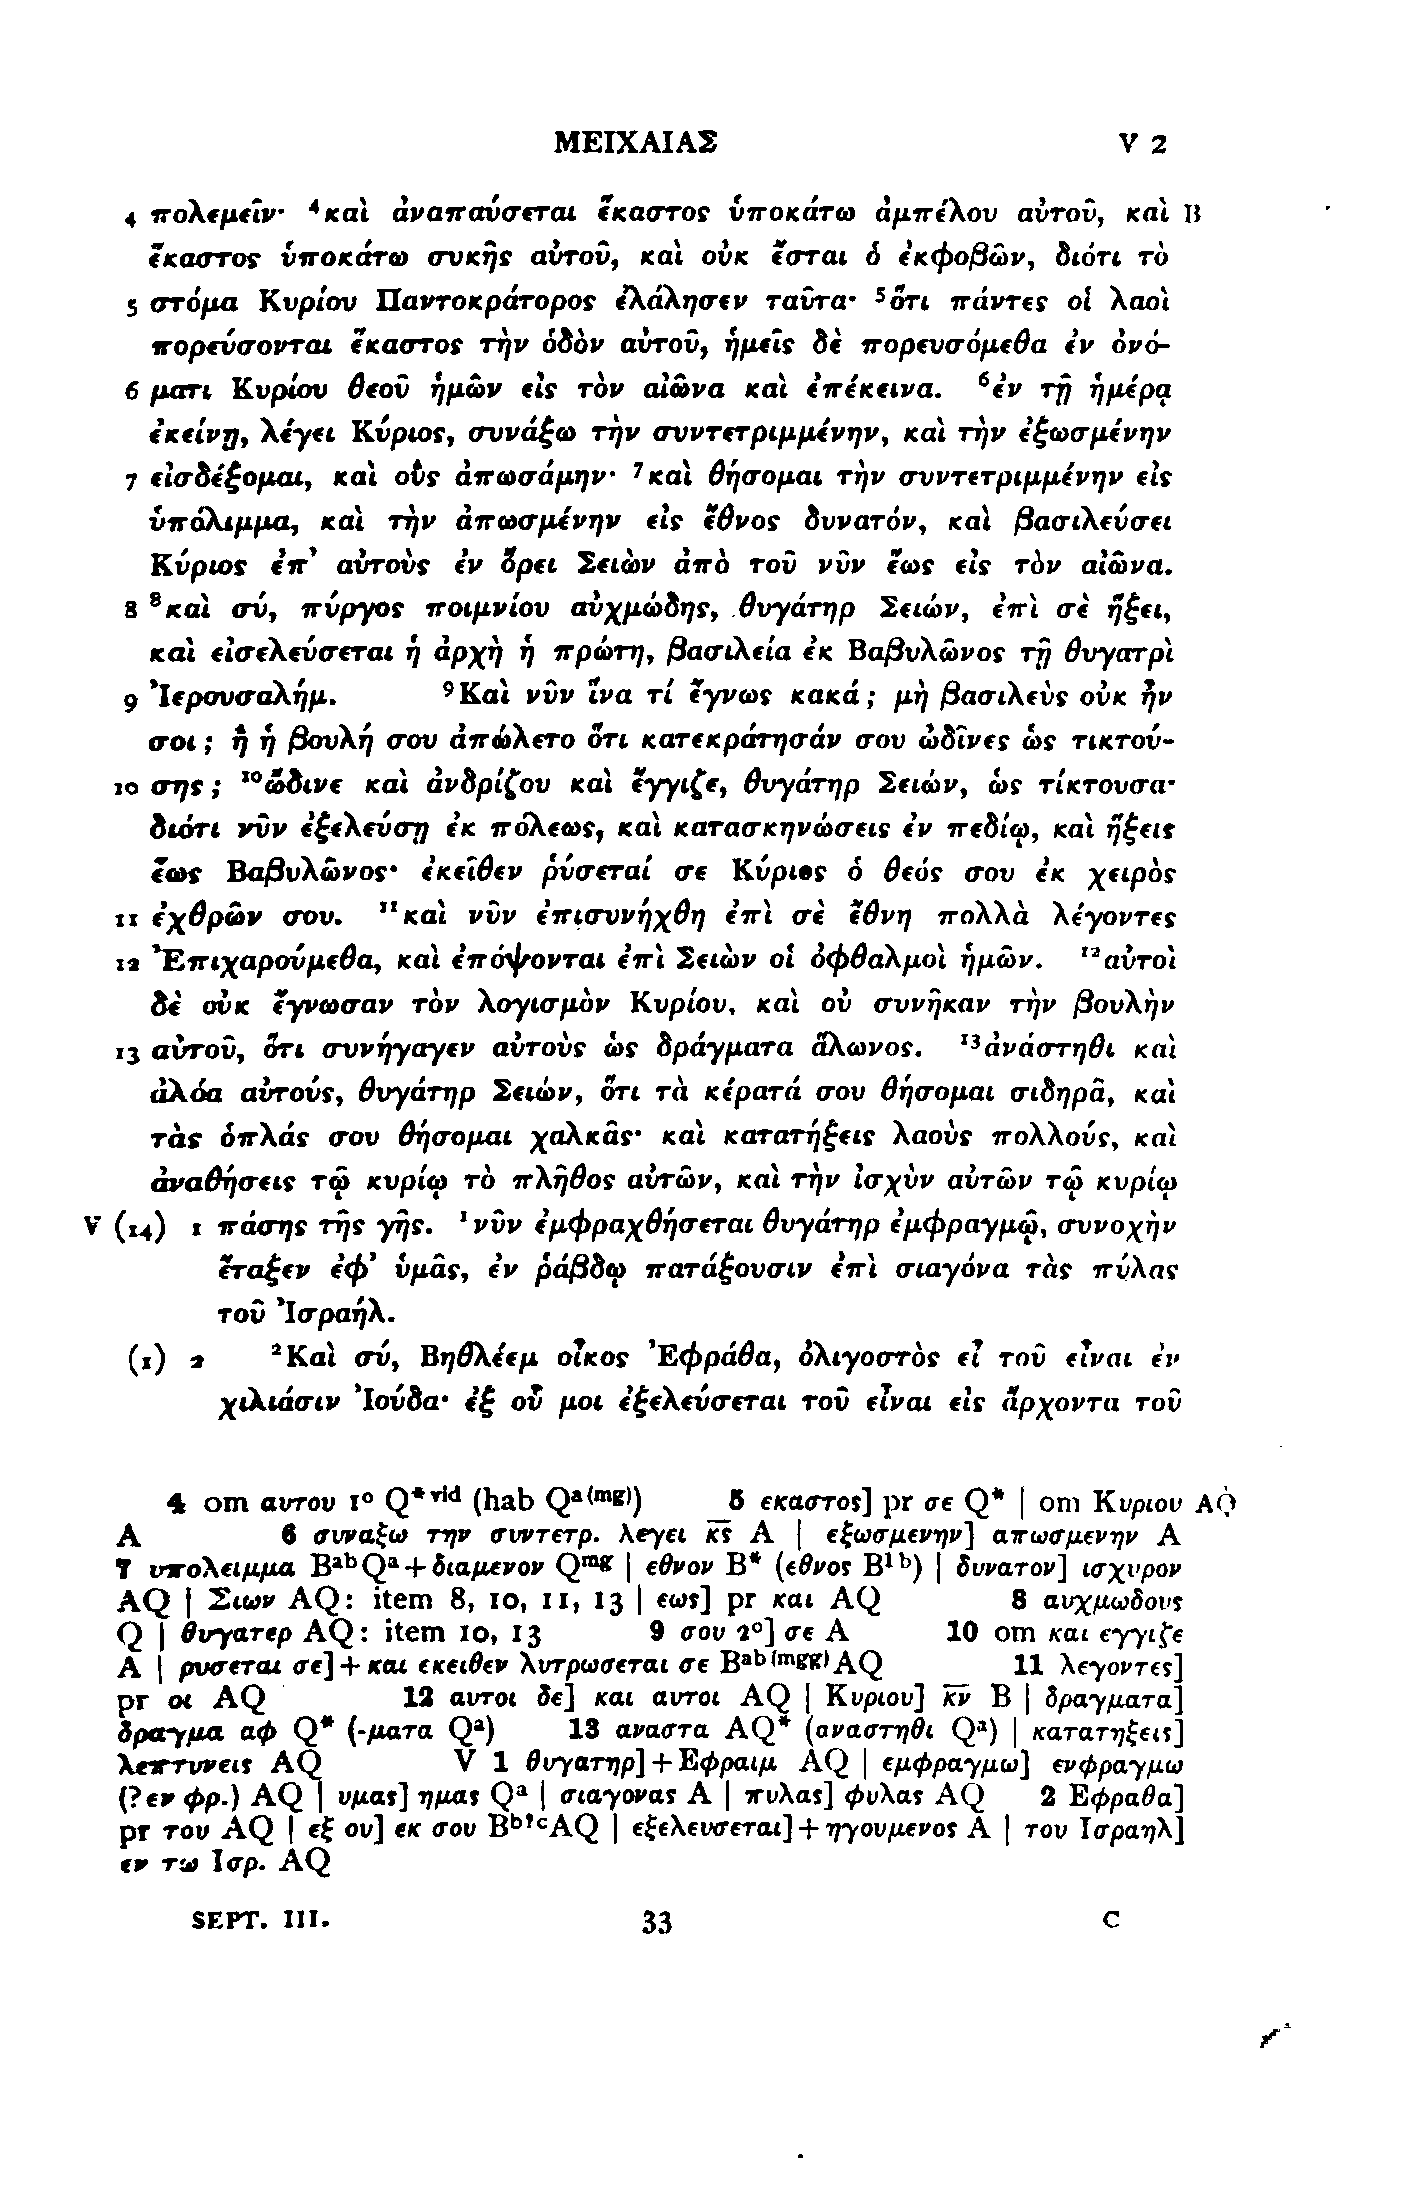 ΜΕΙΧΑΙΑΣ V 2
4 πολεμεῖν· ⁴καὶ ἀναπαύσεται ἕκαστος ὑποκάτω ἀμπέλου αὐτοῦ, καὶ B
ἕκαστος ὑποκάτω συκῆς αὐτοῦ, καὶ οὐκ ἔσται ὁ ἐκφοβῶν, διότι τὸ
5 στόμα Κυρίου Παντοκράτορος ἐλάλησεν ταῦτα· ⁵ὅτι πάντες οἱ λαοὶ
πορεύσονται ἕκαστος τὴν ὁδὸν αὐτοῦ, ἡμεῖς δὲ πορευσόμεθα ἐν ὀνό-
6 ματι Κυρίου θεοῦ ἡμῶν εἰς τὸν αἰῶνα καὶ ἐπέκεινα. ⁶ἐν τῇ ἡμέρᾳ
ἐκείνῃ, λέγει Κύριος, συνάξω τὴν συντετριμμένην, καὶ τὴν ἐξωσμένην
7 εἰσδέξομαι, καὶ οὓς ἀπωσάμην· ⁷καὶ θήσομαι τὴν συντετριμμένην εἰς
ὑπόλιμμα, καὶ τὴν ἀπωσμένην εἰς ἔθνος δυνατόν, καὶ βασιλεύσει
Κύριος ἐπ’ αὐτοὺς ἐν ὄρει Σειὼν ἀπὸ τοῦ νῦν ἕως εἰς τὸν αἰῶνα.
8 ⁸καὶ σύ, πύργος ποιμνίου αὐχμώδης, θυγάτηρ Σειών, ἐπὶ σὲ ἥξει,
καὶ εἰσελεύσεται ἡ ἀρχὴ ἡ πρώτη, βασιλεία ἐκ Βαβυλῶνος τῇ θυγατρὶ
9 Ἰερουσαλήμ. ⁹Καὶ νῦν ἵνα τί ἔγνως κακά; μὴ βασιλεὺς οὐκ ἦν
σοι; ἢ ἡ βουλή σου ἀπώλετο ὅτι κατεκράτησάν σου ὠδῖνες ὡς τικτού-
10 σης; ¹⁰ὤδινε καὶ ἀνδρίζου καὶ ἔγγιζε, θυγάτηρ Σειών, ὡς τίκτουσα·
διότι νῦν ἐξελεύσῃ ἐκ πόλεως, καὶ κατασκηνώσεις ἐν πεδίῳ, καὶ ἥξεις
ἕως Βαβυλῶνος· ἐκεῖθεν ῥύσεταί σε Κύριος ὁ θεός σου ἐκ χειρὸς
11 ἐχθρῶν σου. ¹¹καὶ νῦν ἐπισυνήχθη ἐπὶ σὲ ἔθνη πολλὰ λέγοντες
12 Ἐπιχαρούμεθα, καὶ ἐπόψονται ἐπὶ Σειὼν οἱ ὀφθαλμοὶ ἡμῶν. ¹²αὐτοὶ
δὲ οὐκ ἔγνωσαν τὸν λογισμὸν Κυρίου, καὶ οὐ συνῆκαν τὴν βουλὴν
13 αὐτοῦ, ὅτι συνήγαγεν αὐτοὺς ὡς δράγματα ἅλωνος. ¹³ἀνάστηθι καὶ
ἀλόα αὐτούς, θυγάτηρ Σειών, ὅτι τὰ κέρατά σου θήσομαι σιδηρᾶ, καὶ
τὰς ὁπλάς σου θήσομαι χαλκᾶς· καὶ κατατήξεις λαοὺς πολλούς, καὶ
ἀναθήσεις τῷ κυρίῳ τὸ πλῆθος αὐτῶν, καὶ τὴν ἰσχὺν αὐτῶν τῷ κυρίῳ
V (14) 1 πάσης τῆς γῆς. ¹νῦν ἐμφραχθήσεται θυγάτηρ ἐμφραγμῷ, συνοχὴν
ἔταξεν ἐφ’ ὑμᾶς, ἐν ῥάβδῳ πατάξουσιν ἐπὶ σιαγόνα τὰς πύλας
τοῦ Ἰσραήλ.
(1) 2 ²Καὶ σύ, Βηθλέεμ οἶκος Ἐφράθα, ὀλιγοστὸς εἶ τοῦ εἶναι ἐν
χιλιάσιν Ἰούδα· ἐξ οὗ μοι ἐξελεύσεται τοῦ εἶναι εἰς ἄρχοντα τοῦ
4 om αυτου 1° Q*vid (hab Qa(mg)) 5 εκαστος] pr σε Q* | om Κυριου AQ
A 6 συναξω την συντετρ. λεγει κ̅ς̅ A | εξωσμενην] απωσμενην A
7 υπολειμμα BabQa + διαμενον Qmg | εθνον B* (εθνος B1b) | δυνατον] ισχυρον
AQ | Σιων AQ: item 8, 10, 11, 13 | εως] pr και AQ 8 αυχμωδους
Q | θυγατερ AQ: item 10, 13 9 σου 2°] σε A 10 om και εγγιζε
A | ρυσεται σε] + και εκειθεν λυτρωσεται σε Bab(mgg)AQ 11 λεγοντες]
pr οι AQ 12 αυτοι δε] και αυτοι AQ | Κυριου] κ̅ν̅ B | δραγματα]
δραγμα αφ Q* (-ματα Qa) 13 αναστα AQ* (αναστηθι Qa) | κατατηξεις]
λεπτυνεις AQ V 1 θυγατηρ] + Εφραιμ AQ | εμφραγμω] ενφραγμω
(? εν φρ.) AQ | υμας] ημας Qa | σιαγονας A | πυλας] φυλας AQ 2 Εφραθα]
pr του AQ | εξ ου] εκ σου Bb?cAQ | εξελευσεται] + ηγουμενος A | του Ισραηλ]
εν τω Ισρ. AQ
SEPT. III. 33 C